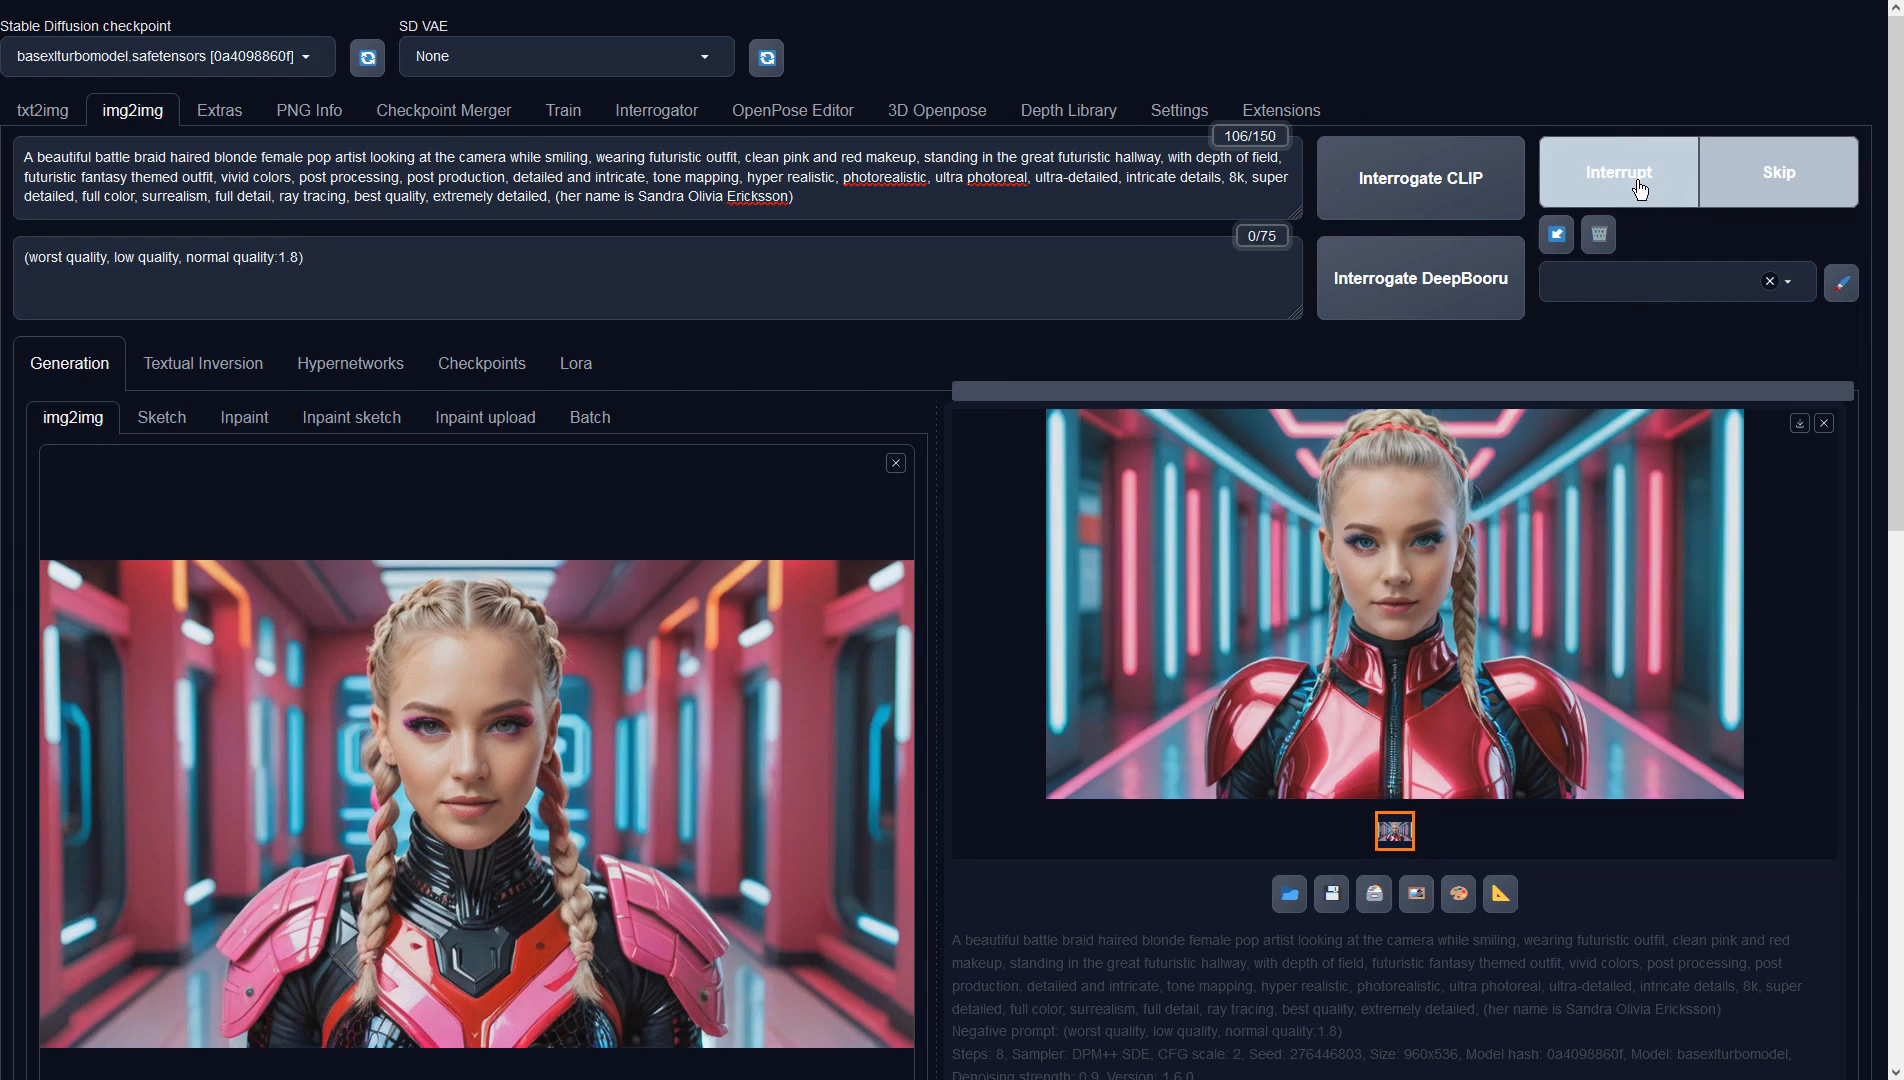 Stable Diffusion checkpoint
SD VAE
basexlturbomodel.safetensors [0a4098860f]
None
txt2img
img2img
Extras
PNG Info
Checkpoint Merger
Train
Interrogator
OpenPose Editor
3D Openpose
Depth Library
Settings
Extensions
106/150
A beautiful battle braid haired blonde female pop artist looking at the camera while smiling, wearing futuristic outfit, clean pink and red makeup, standing in the great futuristic hallway, with depth of field,
futuristic fantasy themed outfit, vivid colors, post processing, post production, detailed and intricate, tone mapping, hyper realistic, photorealistic, ultra photoreal, ultra-detailed, intricate details, 8k, super
detailed, full color, surrealism, full detail, ray tracing, best quality, extremely detailed, (her name is Sandra Olivia Ericksson)
Interrogate CLIP
Interrupt
Skip
0/75
(worst quality, low quality, normal quality:1.8)
Interrogate DeepBooru
Generation
Textual Inversion
Hypernetworks
Checkpoints
Lora
img2img
Sketch
Inpaint
Inpaint sketch
Inpaint upload
Batch
A beautiful battle braid haired blonde female pop artist looking at the camera while smiling, wearing futuristic outfit, clean pink and red
makeup, standing in the great futuristic hallway, with depth of field, futuristic fantasy themed outfit, vivid colors, post processing, post
production, detailed and intricate, tone mapping, hyper realistic, photorealistic, ultra photoreal, ultra-detailed, intricate details, 8k, super
detailed, full color, surrealism, full detail, ray tracing, best quality, extremely detailed, (her name is Sandra Olivia Ericksson)
Negative prompt: (worst quality, low quality, normal quality:1.8)
Steps: 8, Sampler: DPM++ SDE, CFG scale: 2, Seed: 276446803, Size: 960x536, Model hash: 0a4098860f, Model: basexlturbomodel,
Denoising strength: 0.9, Version: 1.6.0